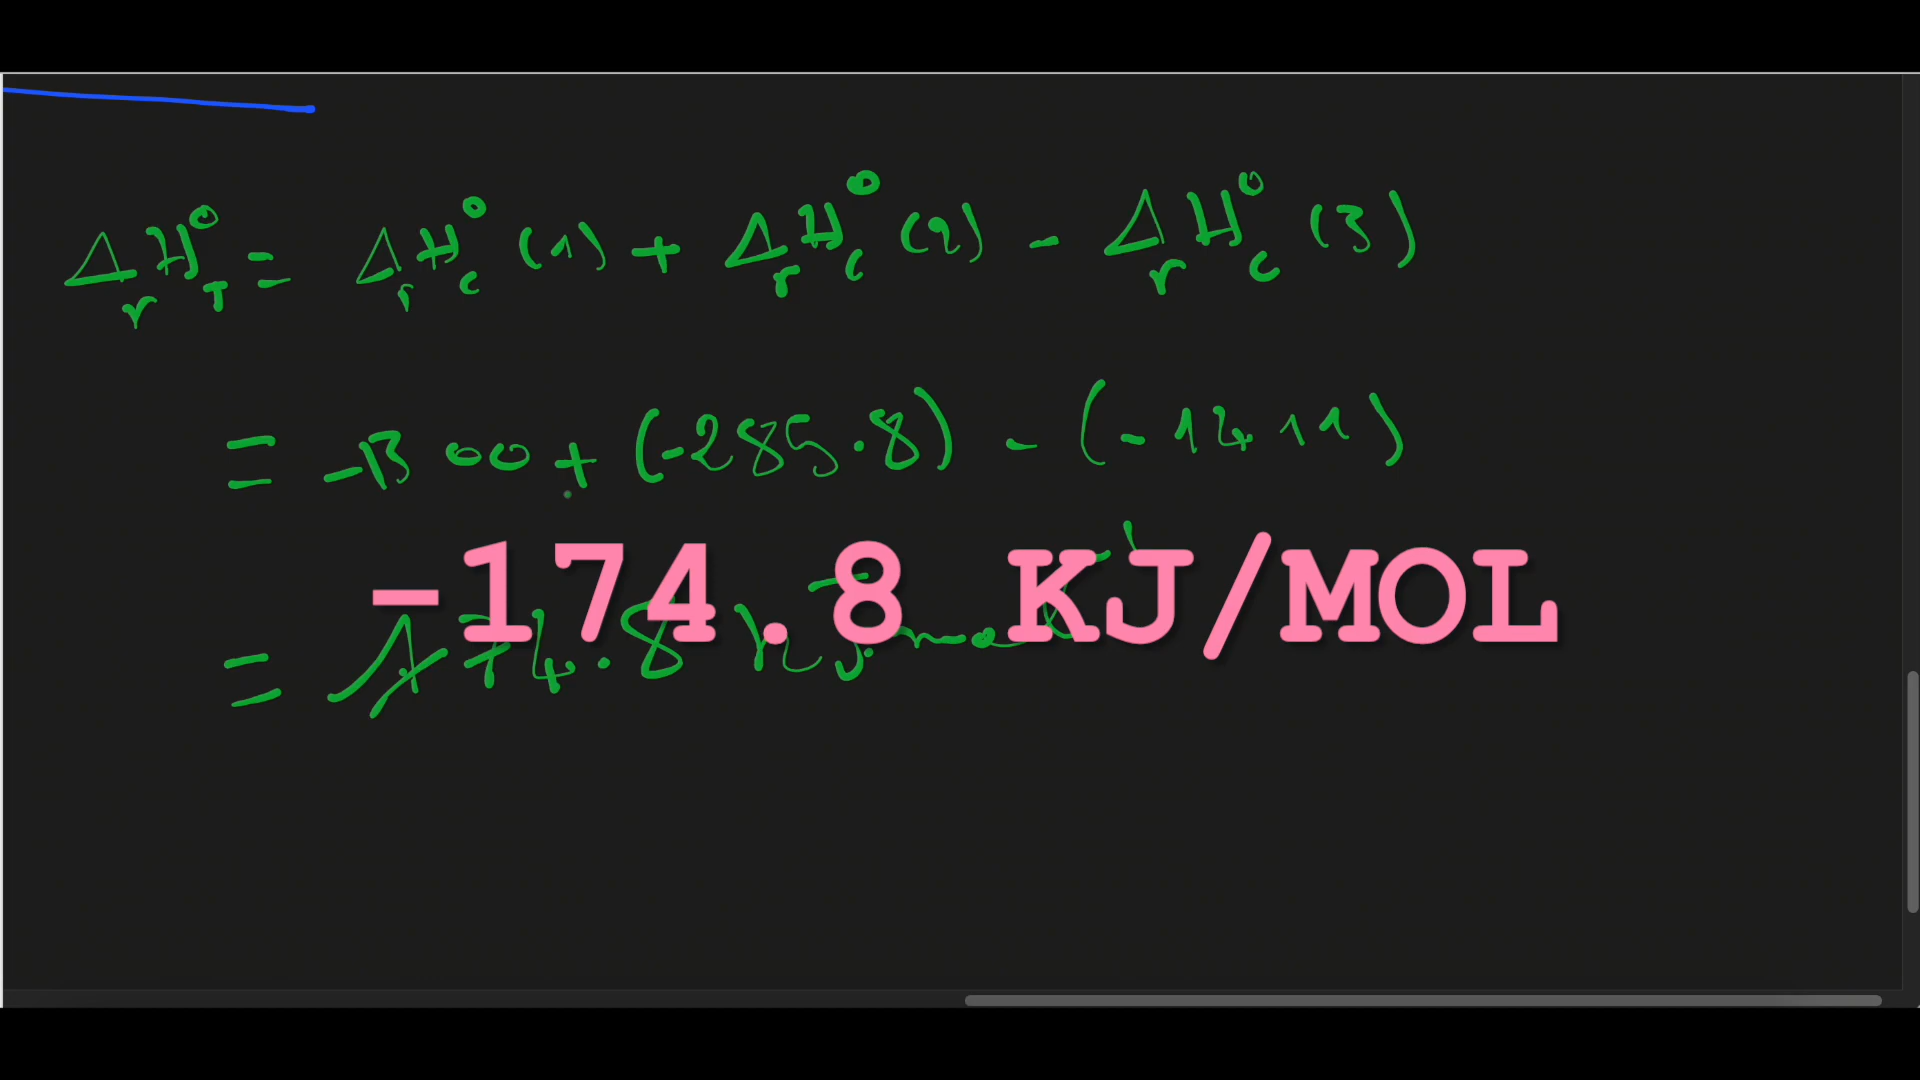 ΔrH°T = ΔrH°c (1) + ΔrH°c (2) - ΔrH°c (3)
= -1300 + (-285.8) - (-1411)
-174.8 KJ/MOL
= 174.8 kJ.mol⁻¹